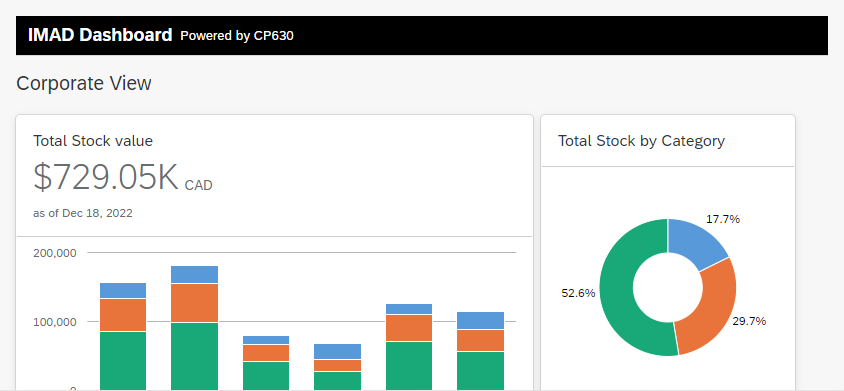 IMAD Dashboard Powered by CP630
Corporate View
Total Stock value
$729.05K CAD
as of Dec 18, 2022
200,000
100,000
Total Stock by Category
17.7%
52.6%
29.7%